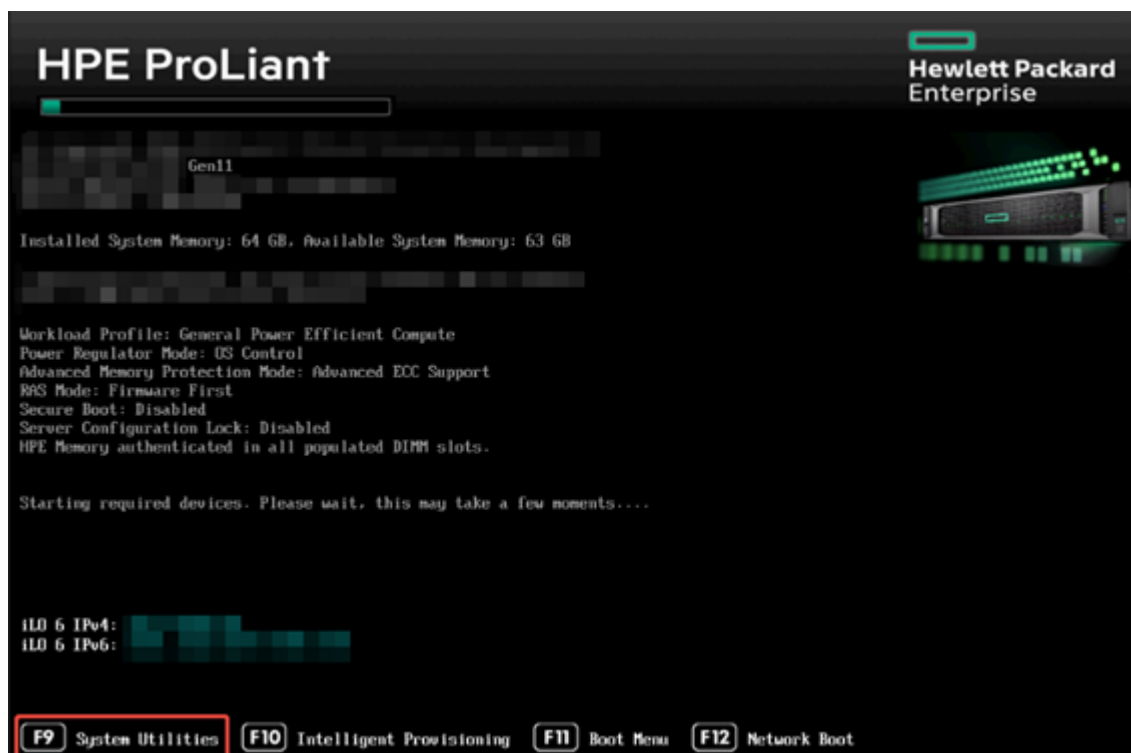 HPE ProLiant
Hewlett Packard
Enterprise
Gen11
Installed System Memory: 64 GB, Available System Memory: 63 GB
Workload Profile: General Power Efficient Compute
Power Regulator Mode: OS Control
Advanced Memory Protection Mode: Advanced ECC Support
RAS Mode: Firmware First
Secure Boot: Disabled
Server Configuration Lock: Disabled
HPE Memory authenticated in all populated DIMM slots.
Starting required devices. Please wait, this may take a few moments....
iLO 6 IPv4:
iLO 6 IPv6:
F9 System Utilities F10 Intelligent Provisioning F11 Boot Menu F12 Network Boot